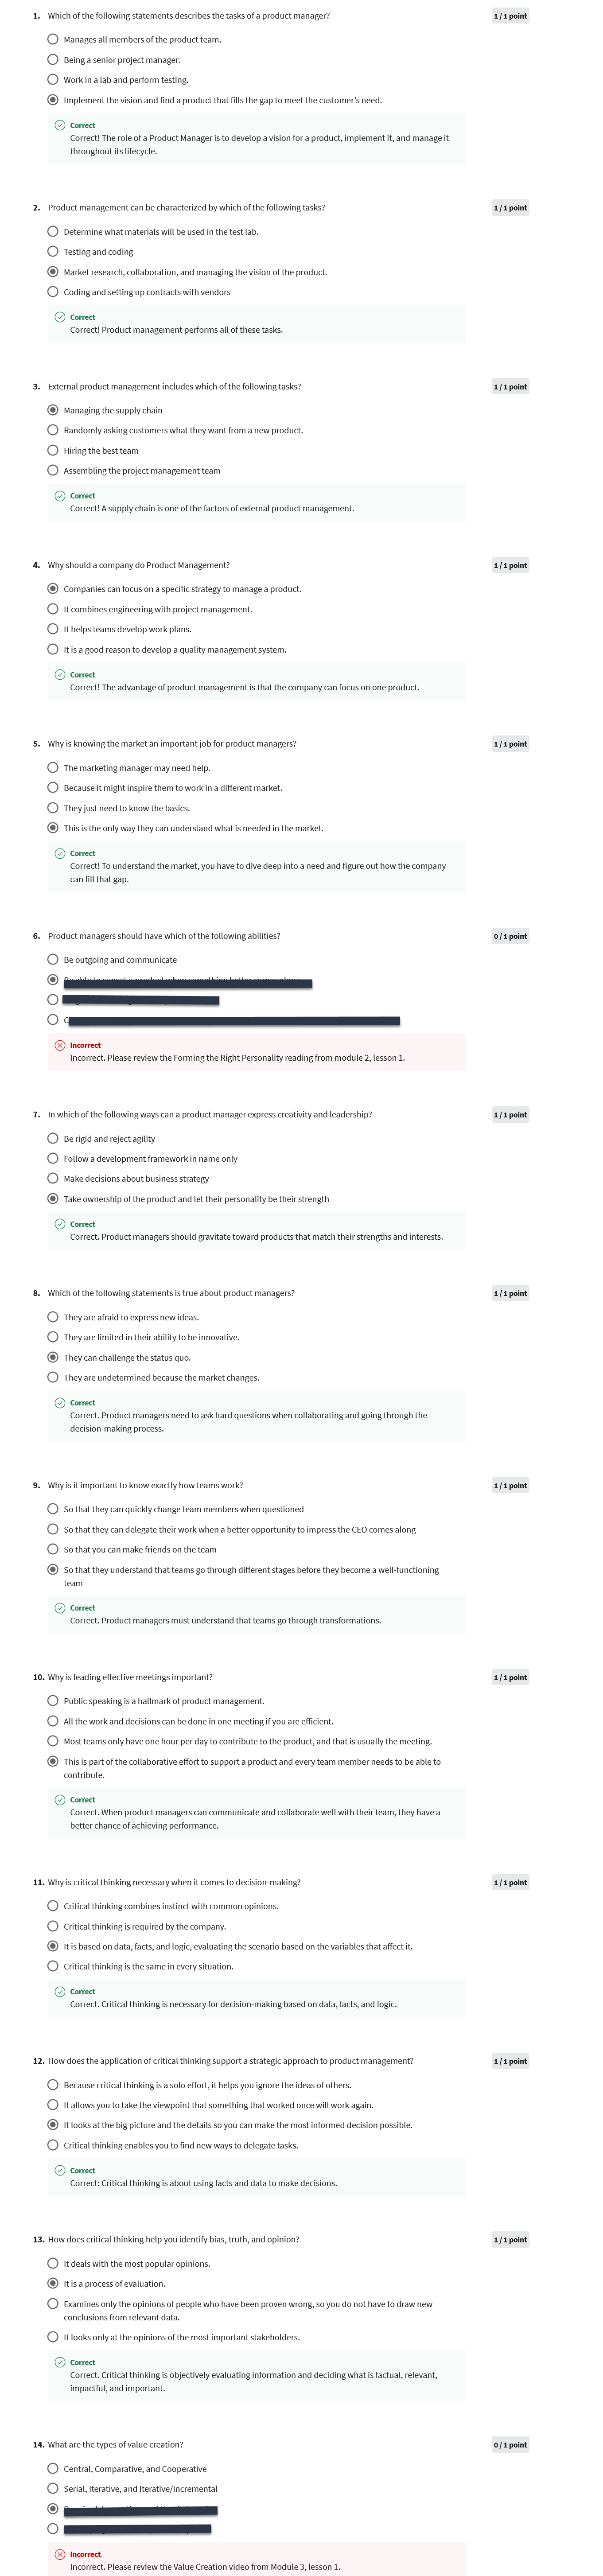 1. Which of the following statements describes the tasks of a product manager?
1 / 1 point
Manages all members of the product team.
Being a senior project manager.
Work in a lab and perform testing.
Implement the vision and find a product that fills the gap to meet the customer's need.
Correct
Correct! The role of a Product Manager is to develop a vision for a product, implement it, and manage it
throughout its lifecycle.
2. Product management can be characterized by which of the following tasks?
1 / 1 point
Determine what materials will be used in the test lab.
Testing and coding
Market research, collaboration, and managing the vision of the product.
Coding and setting up contracts with vendors
Correct
Correct! Product management performs all of these tasks.
3. External product management includes which of the following tasks?
1 / 1 point
Managing the supply chain
Randomly asking customers what they want from a new product.
Hiring the best team
Assembling the project management team
Correct
Correct! A supply chain is one of the factors of external product management.
4. Why should a company do Product Management?
1 / 1 point
Companies can focus on a specific strategy to manage a product.
It combines engineering with project management.
It helps teams develop work plans.
It is a good reason to develop a quality management system.
Correct
Correct! The advantage of product management is that the company can focus on one product.
5. Why is knowing the market an important job for product managers?
1 / 1 point
The marketing manager may need help.
Because it might inspire them to work in a different market.
They just need to know the basics.
This is the only way they can understand what is needed in the market.
Correct
Correct! To understand the market, you have to dive deep into a need and figure out how the company
can fill that gap.
6. Product managers should have which of the following abilities?
0 / 1 point
Be outgoing and communicate
Incorrect
Incorrect. Please review the Forming the Right Personality reading from module 2, lesson 1.
7. In which of the following ways can a product manager express creativity and leadership?
1 / 1 point
Be rigid and reject agility
Follow a development framework in name only
Make decisions about business strategy
Take ownership of the product and let their personality be their strength
Correct
Correct. Product managers should gravitate toward products that match their strengths and interests.
8. Which of the following statements is true about product managers?
1 / 1 point
They are afraid to express new ideas.
They are limited in their ability to be innovative.
They can challenge the status quo.
They are undetermined because the market changes.
Correct
Correct. Product managers need to ask hard questions when collaborating and going through the
decision-making process.
9. Why is it important to know exactly how teams work?
1 / 1 point
So that they can quickly change team members when questioned
So that they can delegate their work when a better opportunity to impress the CEO comes along
So that you can make friends on the team
So that they understand that teams go through different stages before they become a well-functioning
team
Correct
Correct. Product managers must understand that teams go through transformations.
10. Why is leading effective meetings important?
1 / 1 point
Public speaking is a hallmark of product management.
All the work and decisions can be done in one meeting if you are efficient.
Most teams only have one hour per day to contribute to the product, and that is usually the meeting.
This is part of the collaborative effort to support a product and every team member needs to be able to
contribute.
Correct
Correct. When product managers can communicate and collaborate well with their team, they have a
better chance of achieving performance.
11. Why is critical thinking necessary when it comes to decision-making?
1 / 1 point
Critical thinking combines instinct with common opinions.
Critical thinking is required by the company.
It is based on data, facts, and logic, evaluating the scenario based on the variables that affect it.
Critical thinking is the same in every situation.
Correct
Correct. Critical thinking is necessary for decision-making based on data, facts, and logic.
12. How does the application of critical thinking support a strategic approach to product management?
1 / 1 point
Because critical thinking is a solo effort, it helps you ignore the ideas of others.
It allows you to take the viewpoint that something that worked once will work again.
It looks at the big picture and the details so you can make the most informed decision possible.
Critical thinking enables you to find new ways to delegate tasks.
Correct
Correct: Critical thinking is about using facts and data to make decisions.
13. How does critical thinking help you identify bias, truth, and opinion?
1 / 1 point
It deals with the most popular opinions.
It is a process of evaluation.
Examines only the opinions of people who have been proven wrong, so you do not have to draw new
conclusions from relevant data.
It looks only at the opinions of the most important stakeholders.
Correct
Correct. Critical thinking is objectively evaluating information and deciding what is factual, relevant,
impactful, and important.
14. What are the types of value creation?
0 / 1 point
Central, Comparative, and Cooperative
Serial, Iterative, and Iterative/Incremental
Incorrect
Incorrect. Please review the Value Creation video from Module 3, lesson 1.